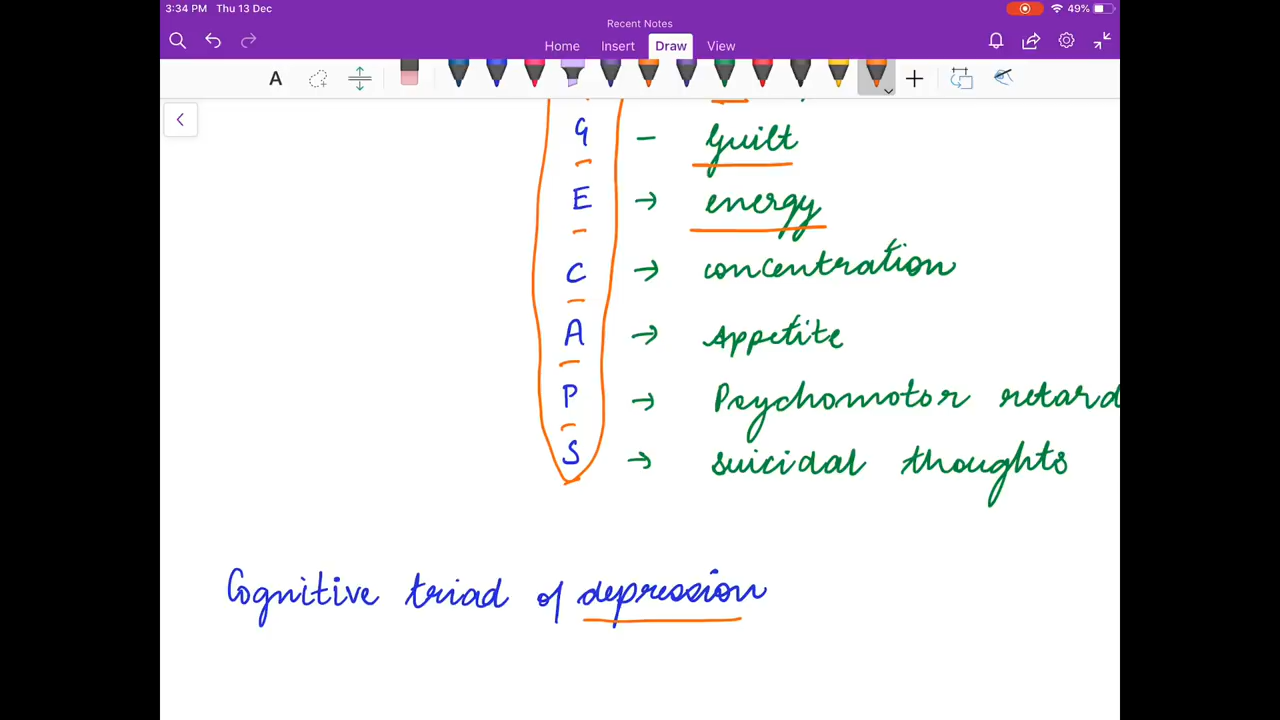 3:34 PM Thu 13 Dec
49%
Recent Notes
Home Insert Draw View
A
G - Guilt
E → energy
C → concentration
A → Appetite
P → Psychomotor retard
S → suicidal thoughts
Cognitive triad of depression